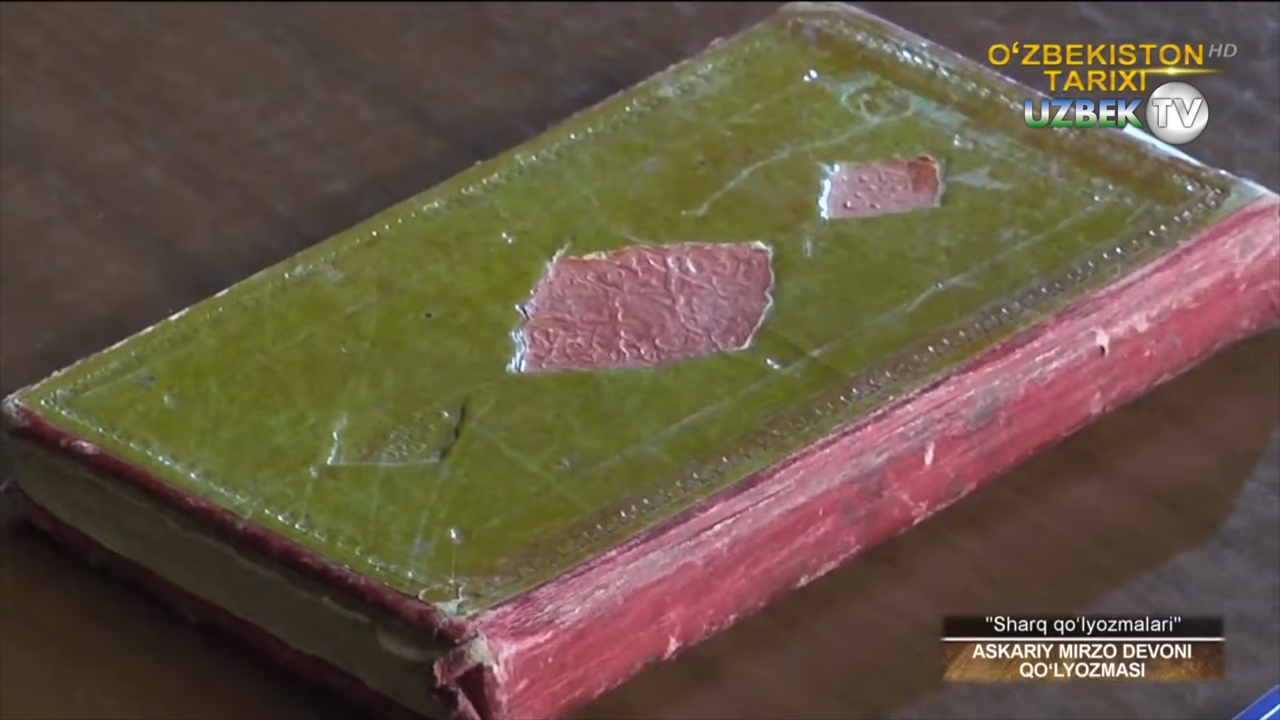 O‘ZBEKISTON HD
TARIXI
UZBEK TV
"Sharq qo‘lyozmalari"
ASKARIY MIRZO DEVONI
QO‘LYOZMASI